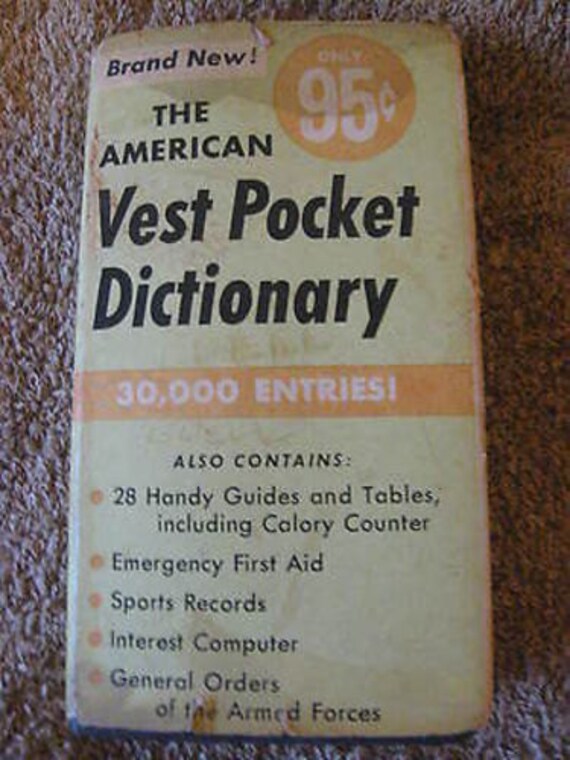 Brand New!
ONLY
95¢
THE
AMERICAN
Vest Pocket
Dictionary
30,000 ENTRIES!
ALSO CONTAINS:
28 Handy Guides and Tables,
including Calory Counter
Emergency First Aid
Sports Records
Interest Computer
General Orders
of the Armed Forces